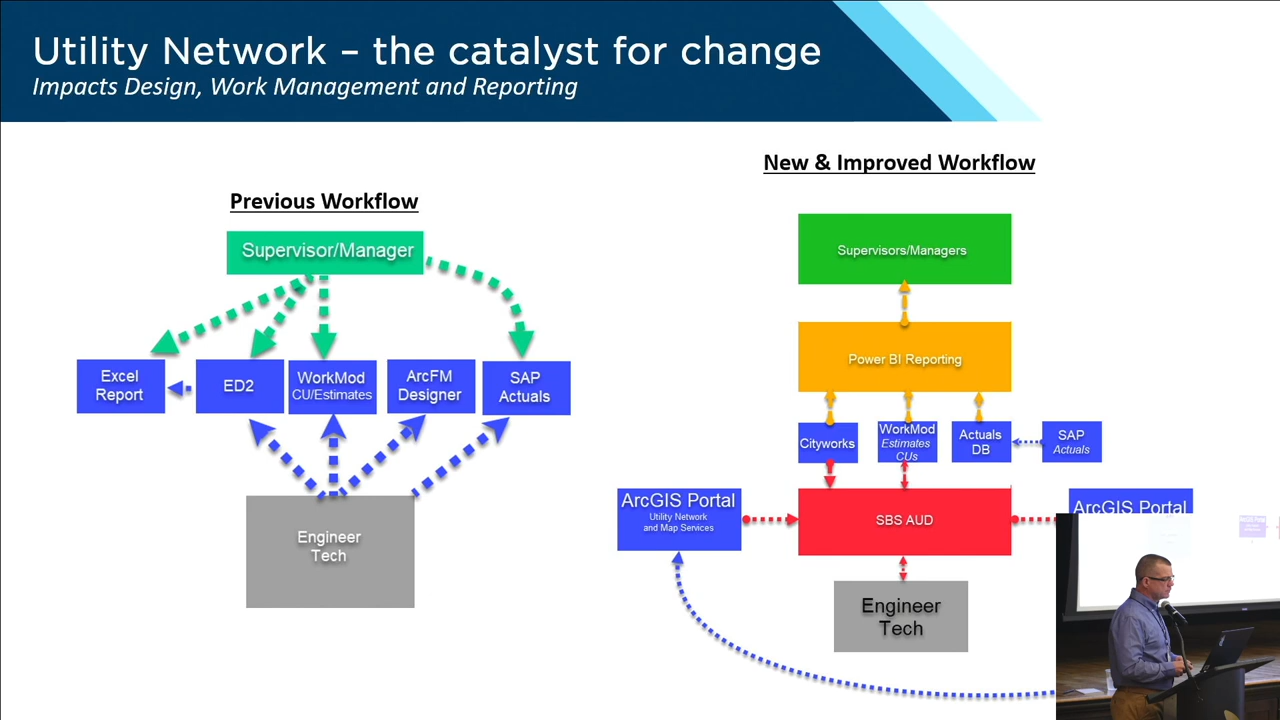 Utility Network – the catalyst for change
Impacts Design, Work Management and Reporting
Previous Workflow
Supervisor/Manager
Excel
Report
ED2
WorkMod
CU/Estimates
ArcFM
Designer
SAP
Actuals
Engineer
Tech
New & Improved Workflow
Supervisors/Managers
Power BI Reporting
Cityworks
WorkMod
Estimates
CUs
Actuals
DB
SAP
Actuals
ArcGIS Portal
Utility Network
and Map Services
SBS AUD
ArcGIS Portal
Engineer
Tech